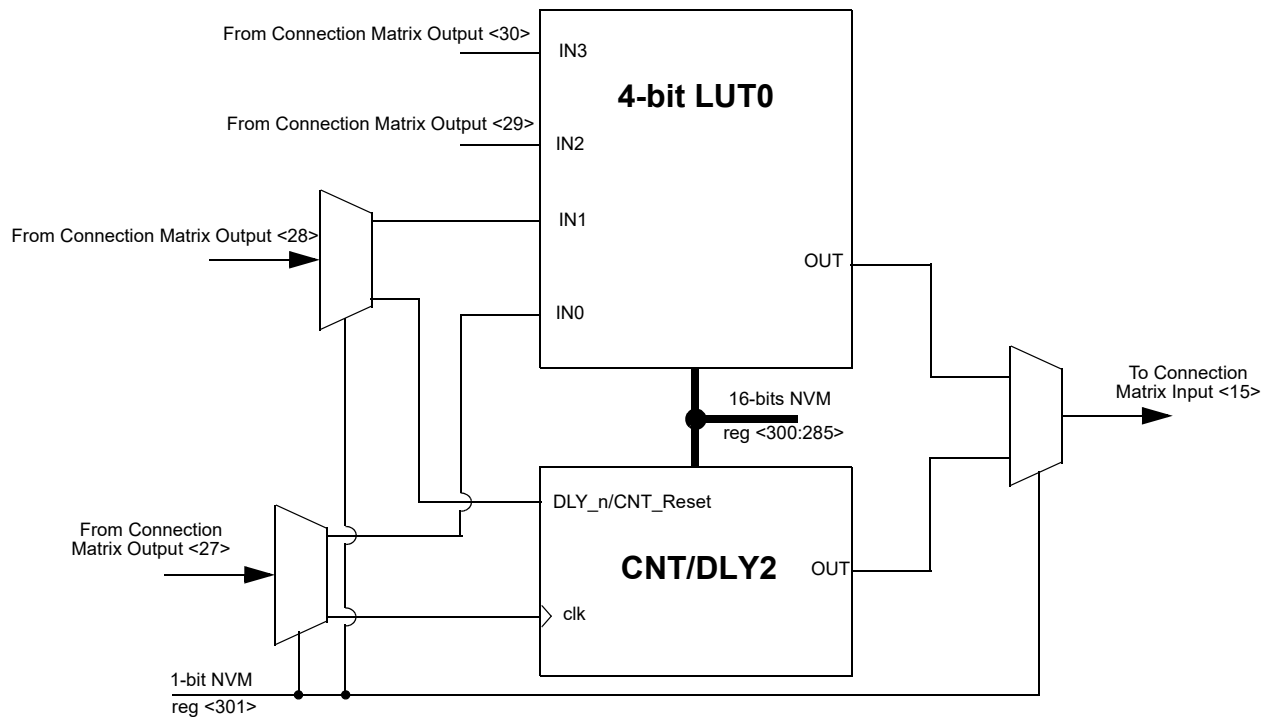 From Connection Matrix Output <30>
IN3
4-bit LUT0
From Connection Matrix Output <29>
IN2
IN1
From Connection Matrix Output <28>
OUT
IN0
To Connection
Matrix Input <15>
16-bits NVM
reg <300:285>
DLY_n/CNT_Reset
From Connection
Matrix Output <27>
CNT/DLY2
OUT
clk
1-bit NVM
reg <301>